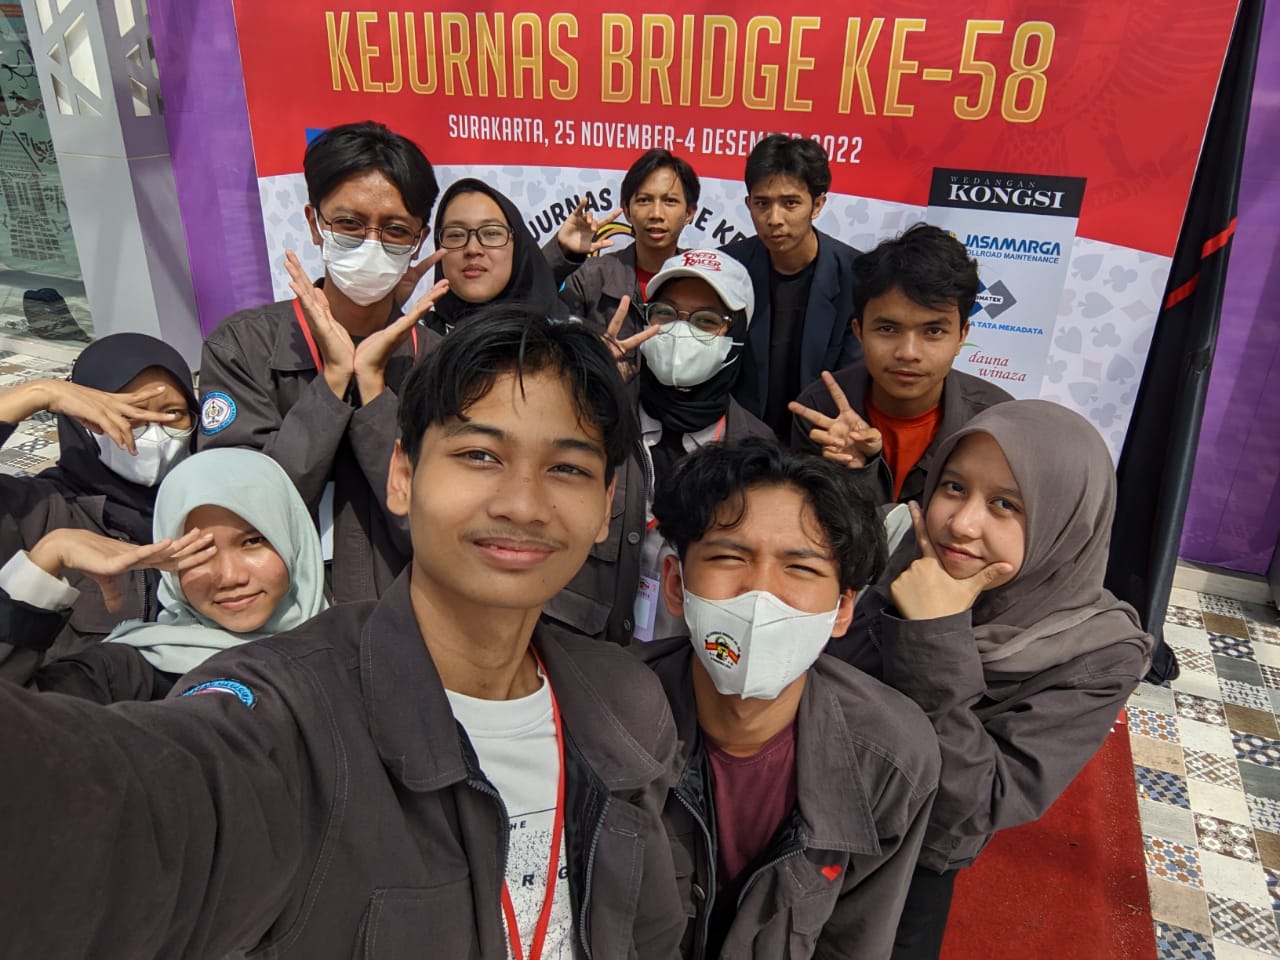 KEJURNAS BRIDGE KE-58
SURAKARTA, 25 NOVEMBER-4 DESEM 2022
WEDANGAN
KONGSI
JASAMARGA
TOLLROAD MAINTENANCE
TATA MEKADATA
dauna
winaza
SPEED
RACER
THE